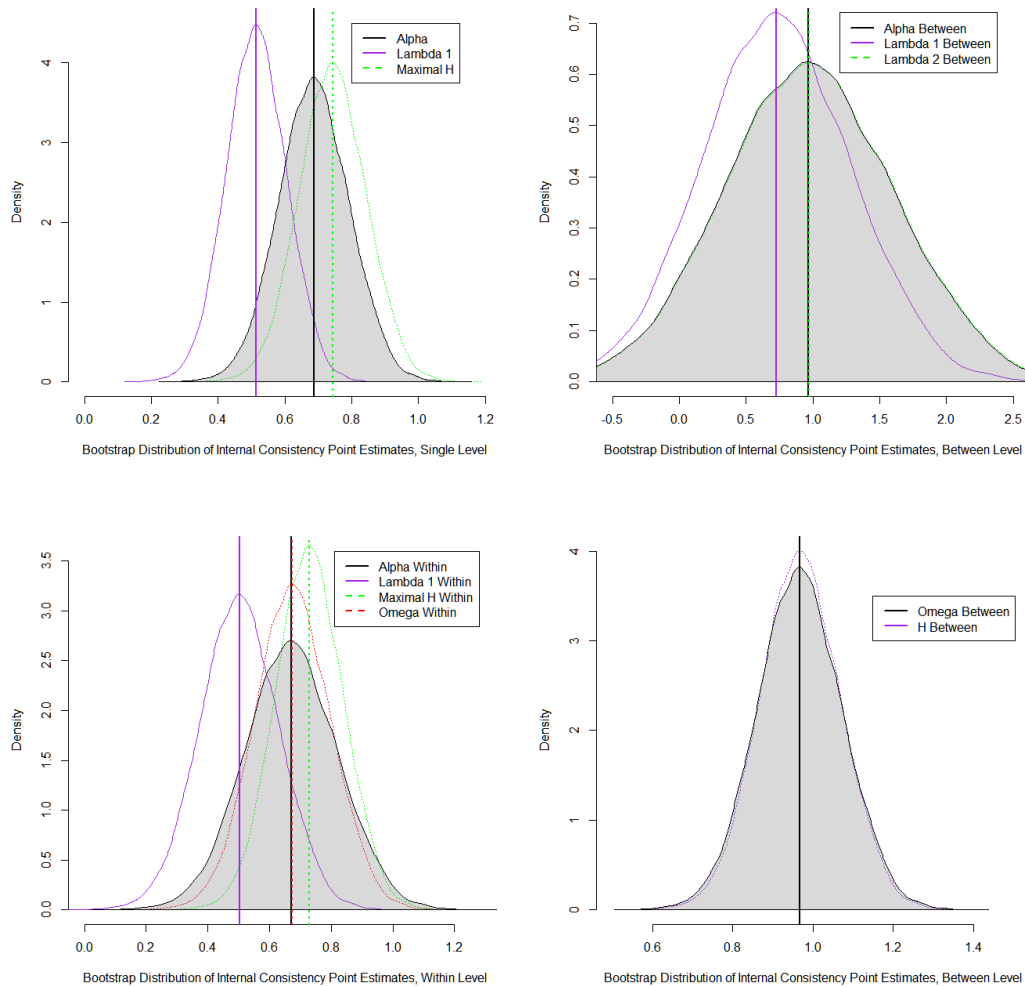 Alpha
Lambda 1
Maximal H
Density
0 1 2 3 4
0.0 0.2 0.4 0.6 0.8 1.0 1.2
Bootstrap Distribution of Internal Consistency Point Estimates, Single Level
Alpha Between
Lambda 1 Between
Lambda 2 Between
Density
0.0 0.1 0.2 0.3 0.4 0.5 0.6 0.7
-0.5 0.0 0.5 1.0 1.5 2.0 2.5
Bootstrap Distribution of Internal Consistency Point Estimates, Between Level
Alpha Within
Lambda 1 Within
Maximal H Within
Omega Within
Density
0.0 0.5 1.0 1.5 2.0 2.5 3.0 3.5
0.0 0.2 0.4 0.6 0.8 1.0 1.2
Bootstrap Distribution of Internal Consistency Point Estimates, Within Level
Omega Between
H Between
Density
0 1 2 3 4
0.6 0.8 1.0 1.2 1.4
Bootstrap Distribution of Internal Consistency Point Estimates, Between Level